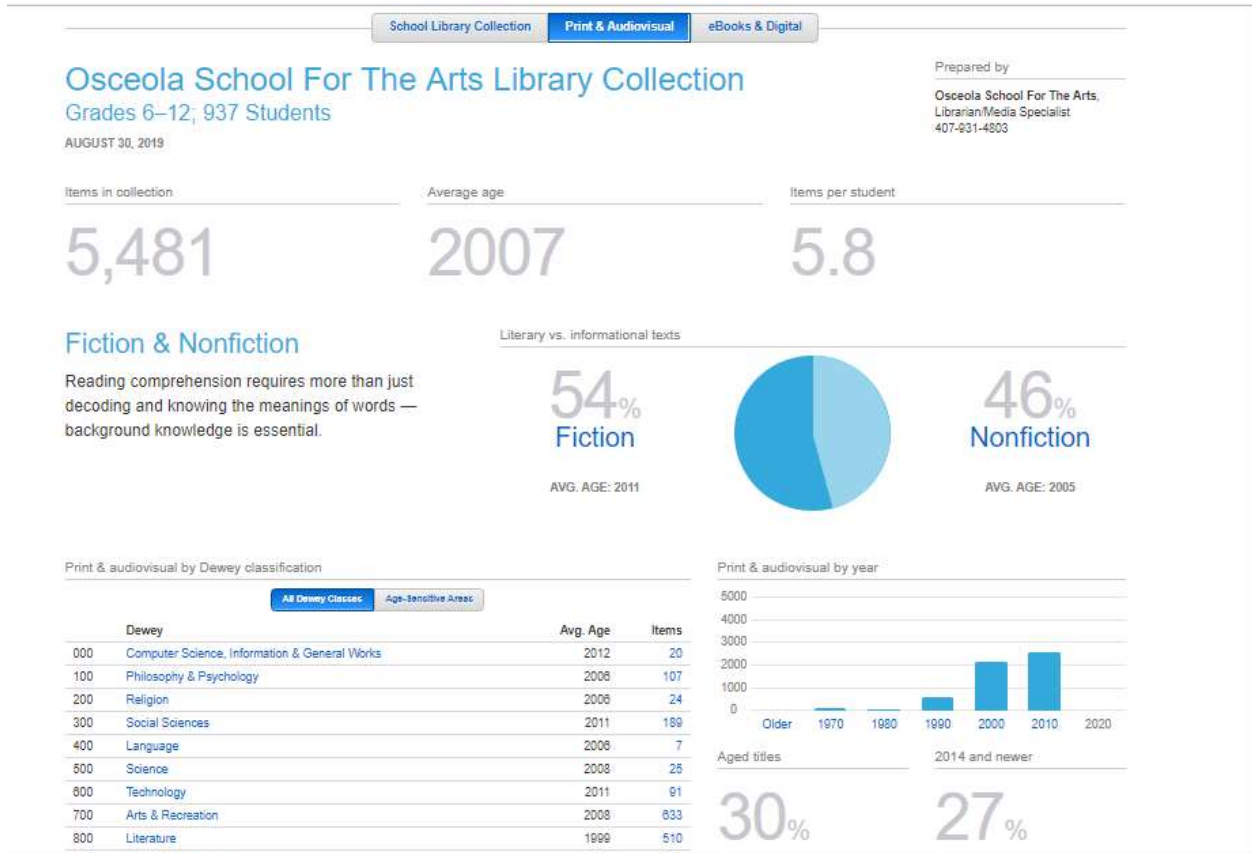 School Library Collection Print & Audiovisual eBooks & Digital
Osceola School For The Arts Library Collection
Grades 6–12; 937 Students
AUGUST 30, 2019
Prepared by
Osceola School For The Arts,
Librarian/Media Specialist
407-931-4803
Items in collection
5,481
Average age
2007
Items per student
5.8
Fiction & Nonfiction
Reading comprehension requires more than just
decoding and knowing the meanings of words —
background knowledge is essential.
Literary vs. informational texts
54%
Fiction
AVG. AGE: 2011
46%
Nonfiction
AVG. AGE: 2005
Print & audiovisual by Dewey classification
All Dewey Classes Age-Sensitive Areas
Dewey Avg. Age Items
000 Computer Science, Information & General Works 2012 20
100 Philosophy & Psychology 2006 107
200 Religion 2006 24
300 Social Sciences 2011 189
400 Language 2006 7
500 Science 2008 25
600 Technology 2011 91
700 Arts & Recreation 2008 633
800 Literature 1999 510
Print & audiovisual by year
5000
4000
3000
2000
1000
0
Older 1970 1980 1990 2000 2010 2020
Aged titles
30%
2014 and newer
27%